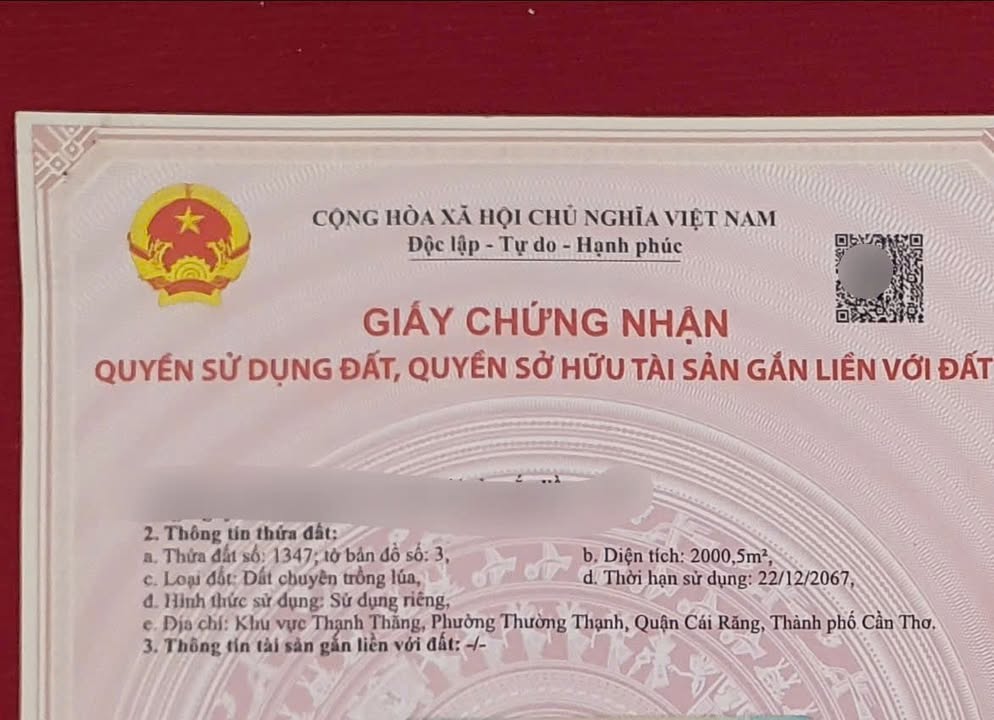 CỘNG HÒA XÃ HỘI CHỦ NGHĨA VIỆT NAM
Độc lập - Tự do - Hạnh phúc
GIẤY CHỨNG NHẬN
QUYỀN SỬ DỤNG ĐẤT, QUYỀN SỞ HỮU TÀI SẢN GẮN LIỀN VỚI ĐẤT
2. Thông tin thửa đất:
a. Thửa đất số: 1347; tờ bản đồ số: 3, b. Diện tích: 2000,5m²,
c. Loại đất: Đất chuyên trồng lúa, d. Thời hạn sử dụng: 22/12/2067,
đ. Hình thức sử dụng: Sử dụng riêng,
e. Địa chỉ: Khu vực Thạnh Thắng, Phường Thường Thạnh, Quận Cái Răng, Thành phố Cần Thơ.
3. Thông tin tài sản gắn liền với đất: -/-